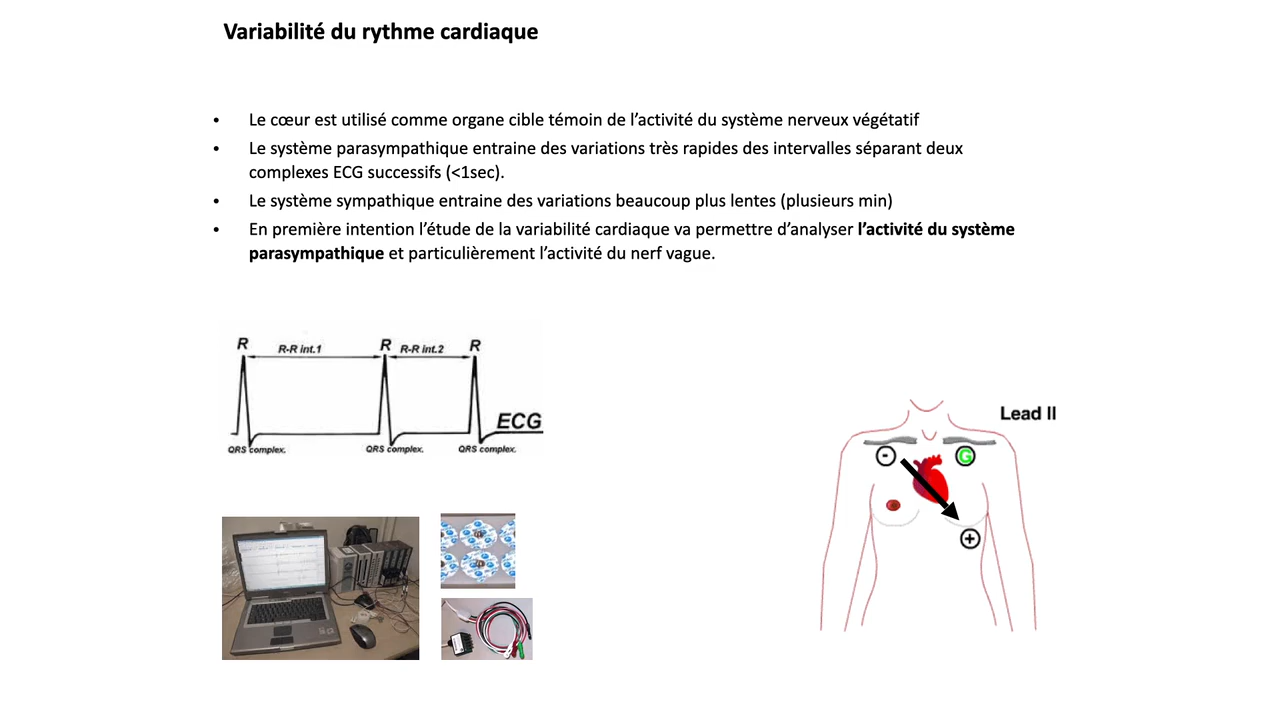 Variabilité du rythme cardiaque
• Le cœur est utilisé comme organe cible témoin de l’activité du système nerveux végétatif
• Le système parasympathique entraine des variations très rapides des intervalles séparant deux
complexes ECG successifs (<1sec).
• Le système sympathique entraine des variations beaucoup plus lentes (plusieurs min)
• En première intention l’étude de la variabilité cardiaque va permettre d’analyser l’activité du système
parasympathique et particulièrement l’activité du nerf vague.
R R-R int.1 R R-R int.2 R
ECG
QRS complex. QRS complex. QRS complex.
Lead II
- G
+